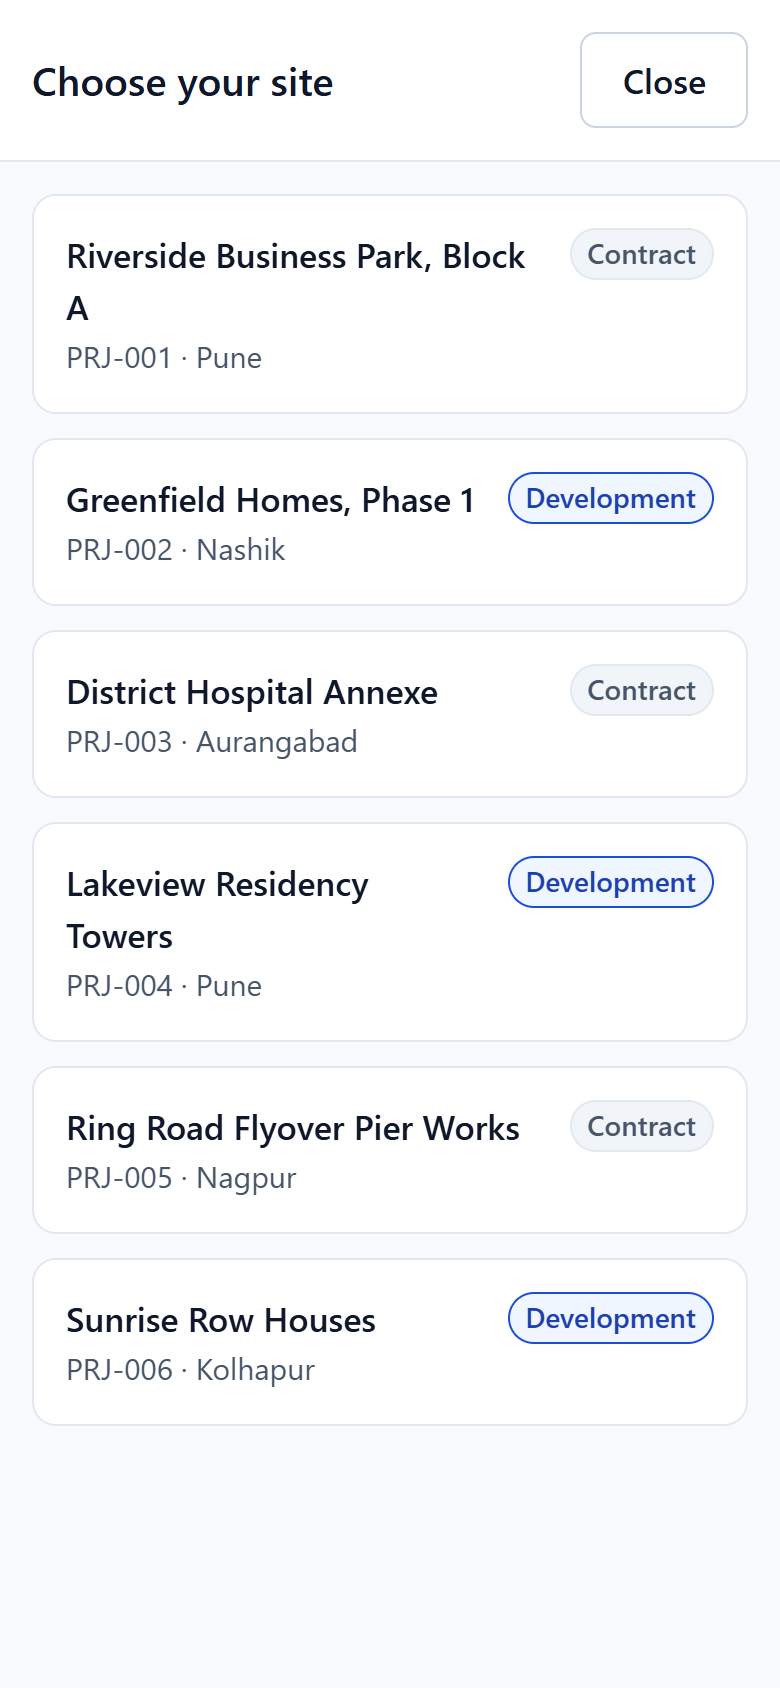 Choose your site
Close
Riverside Business Park, Block
A
Contract
PRJ-001 · Pune
Greenfield Homes, Phase 1
Development
PRJ-002 · Nashik
District Hospital Annexe
Contract
PRJ-003 · Aurangabad
Lakeview Residency
Towers
Development
PRJ-004 · Pune
Ring Road Flyover Pier Works
Contract
PRJ-005 · Nagpur
Sunrise Row Houses
Development
PRJ-006 · Kolhapur